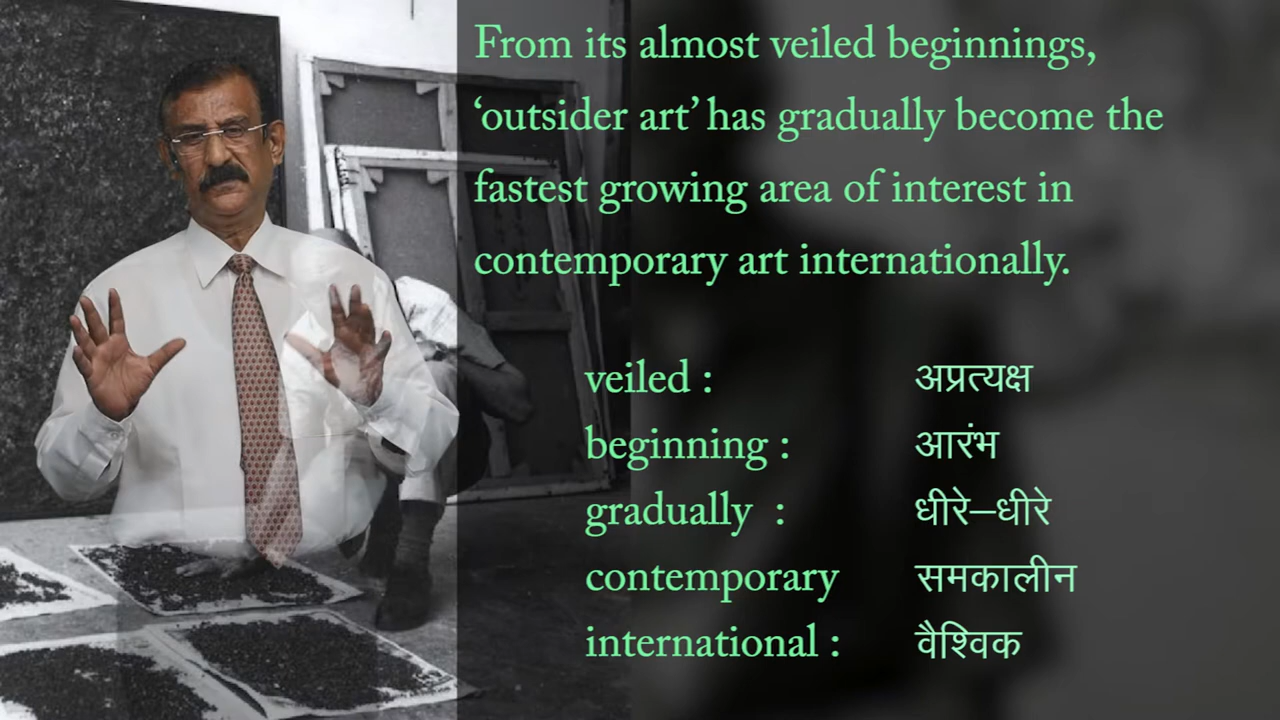 From its almost veiled beginnings,
‘outsider art’ has gradually become the
fastest growing area of interest in
contemporary art internationally.
veiled : अप्रत्यक्ष
beginning : आरंभ
gradually : धीरे–धीरे
contemporary समकालीन
international : वैश्विक